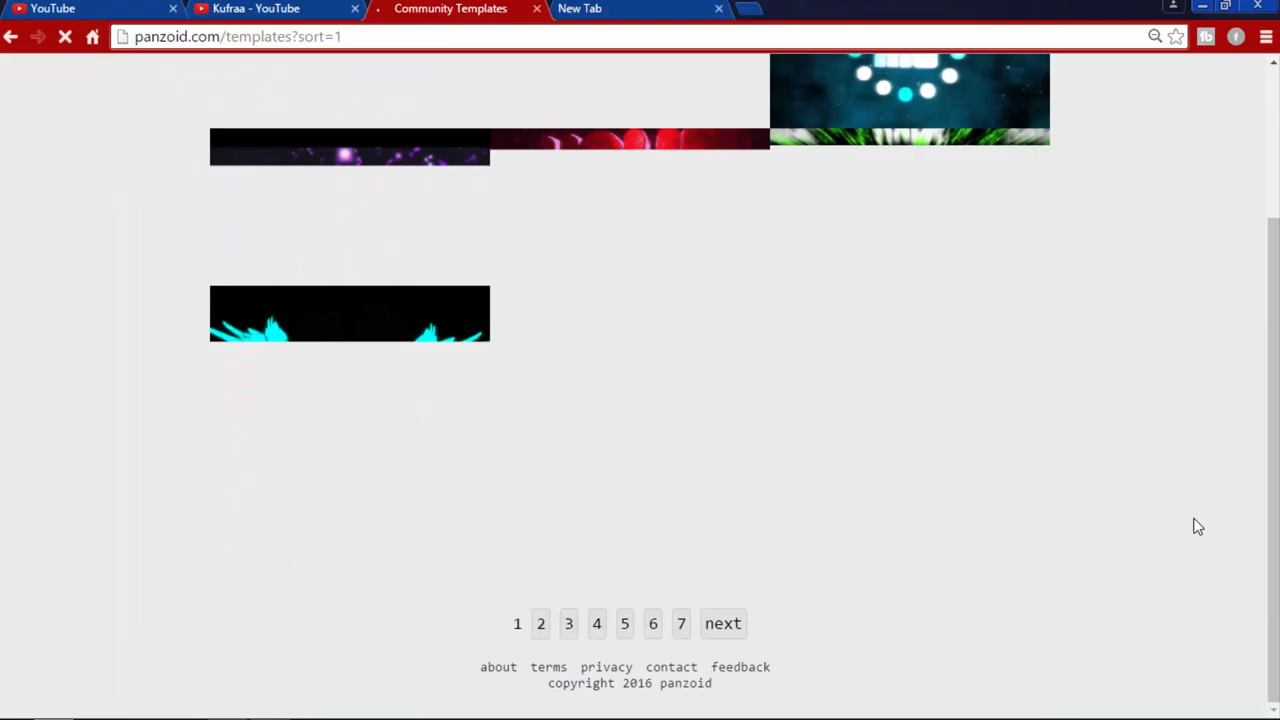 YouTube
Kufraa - YouTube
Community Templates
New Tab
panzoid.com/templates?sort=1
1 2 3 4 5 6 7 next
about terms privacy contact feedback
copyright 2016 panzoid